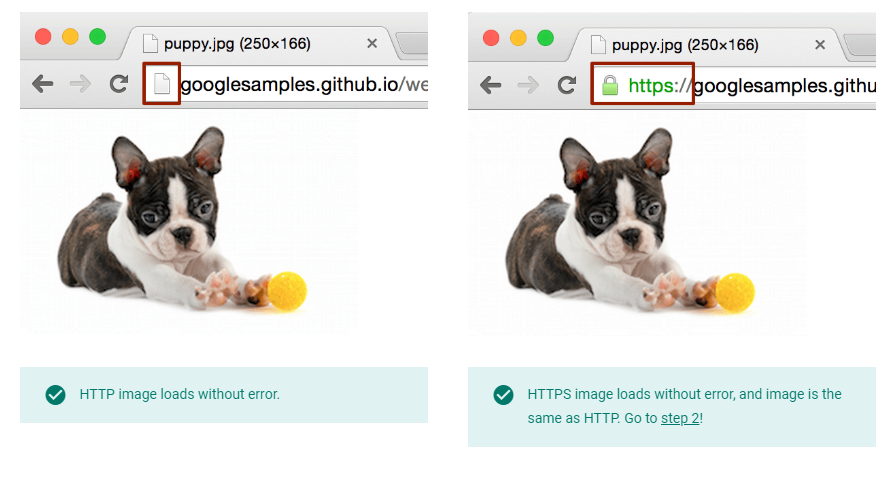 puppy.jpg (250×166)
googlesamples.github.io/we
HTTP image loads without error.
puppy.jpg (250×166)
https://googlesamples.githu
HTTPS image loads without error, and image is the
same as HTTP. Go to step 2!